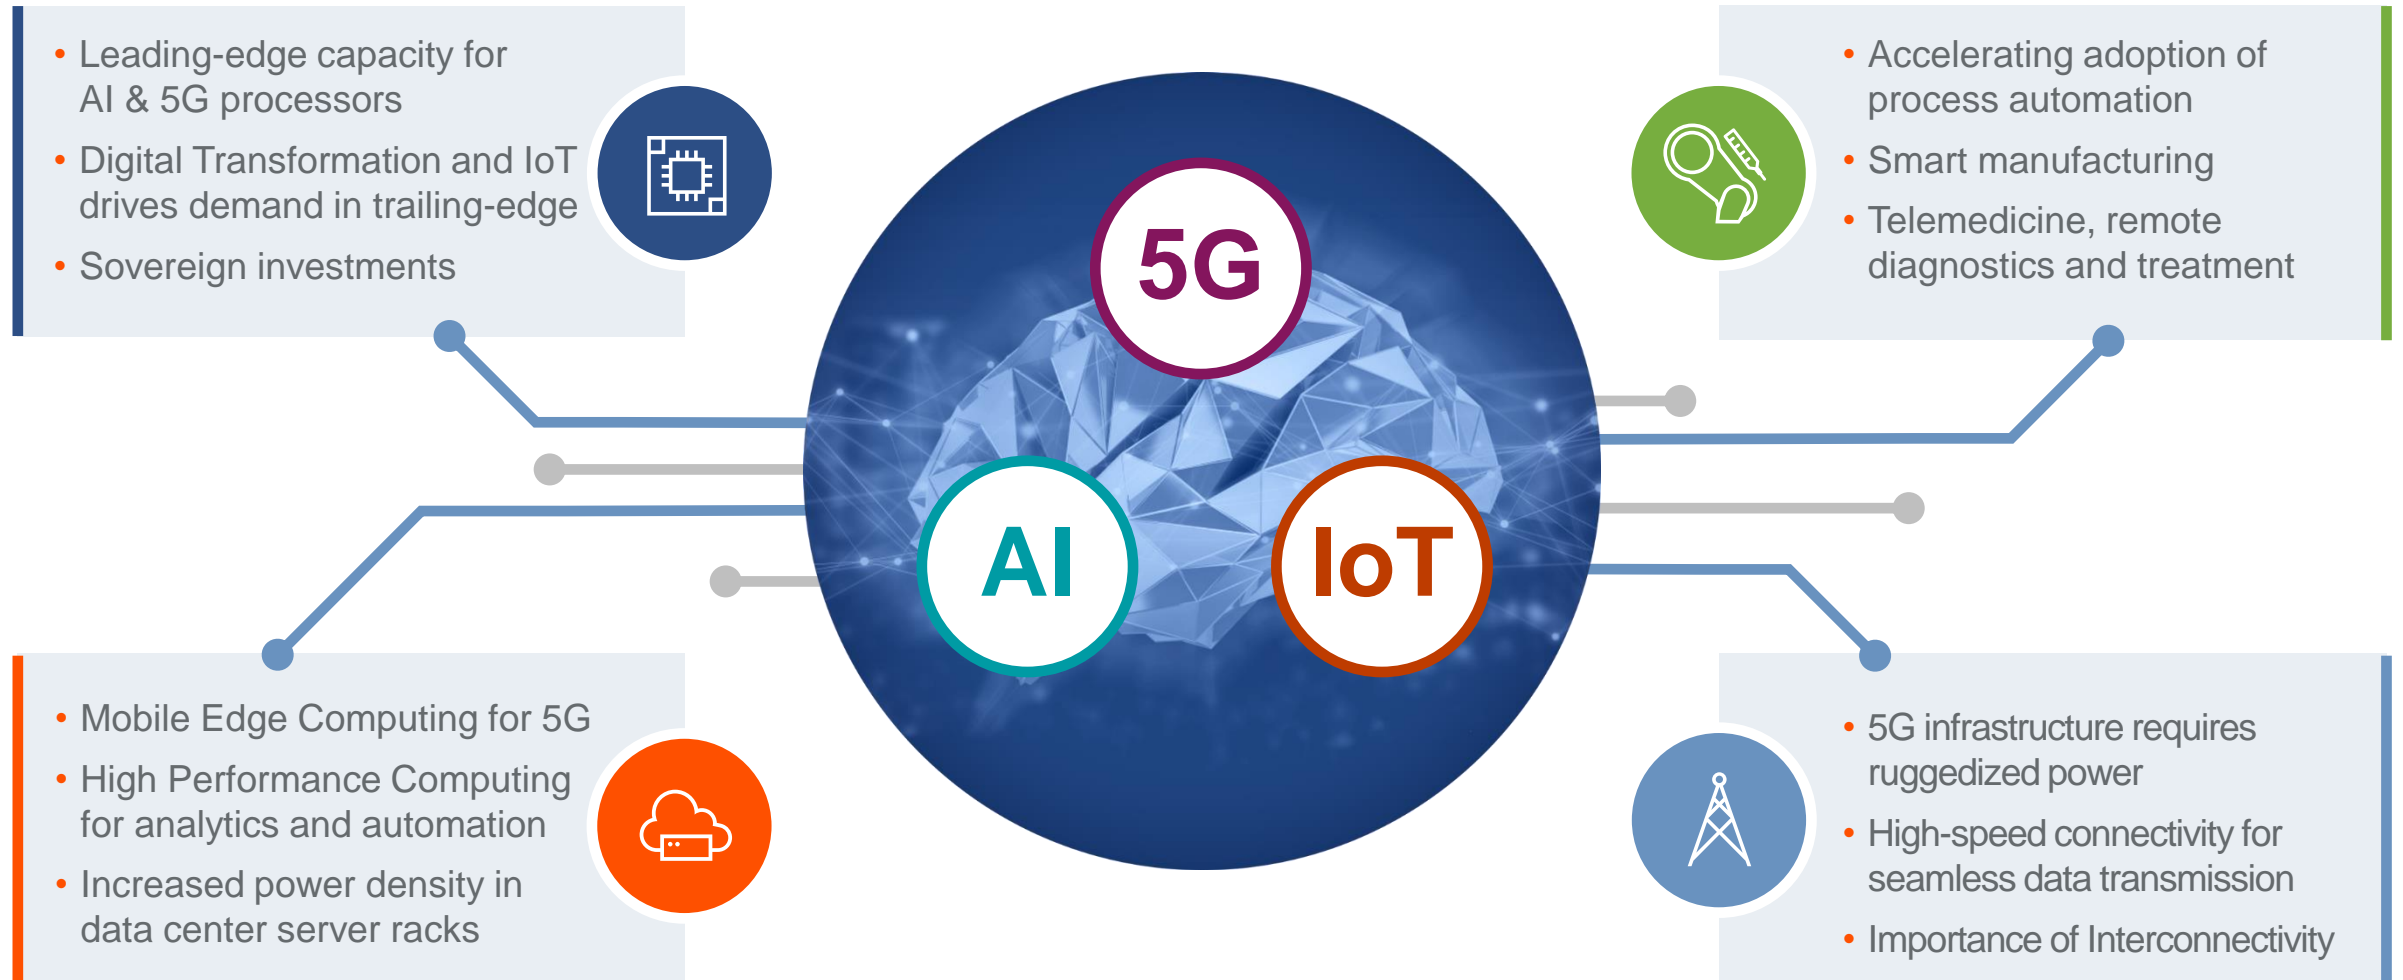 • Leading-edge capacity for
AI & 5G processors
• Digital Transformation and IoT
drives demand in trailing-edge
• Sovereign investments
• Accelerating adoption of
process automation
• Smart manufacturing
• Telemedicine, remote
diagnostics and treatment
5G
AI
IoT
• Mobile Edge Computing for 5G
• High Performance Computing
for analytics and automation
• Increased power density in
data center server racks
• 5G infrastructure requires
ruggedized power
• High-speed connectivity for
seamless data transmission
• Importance of Interconnectivity